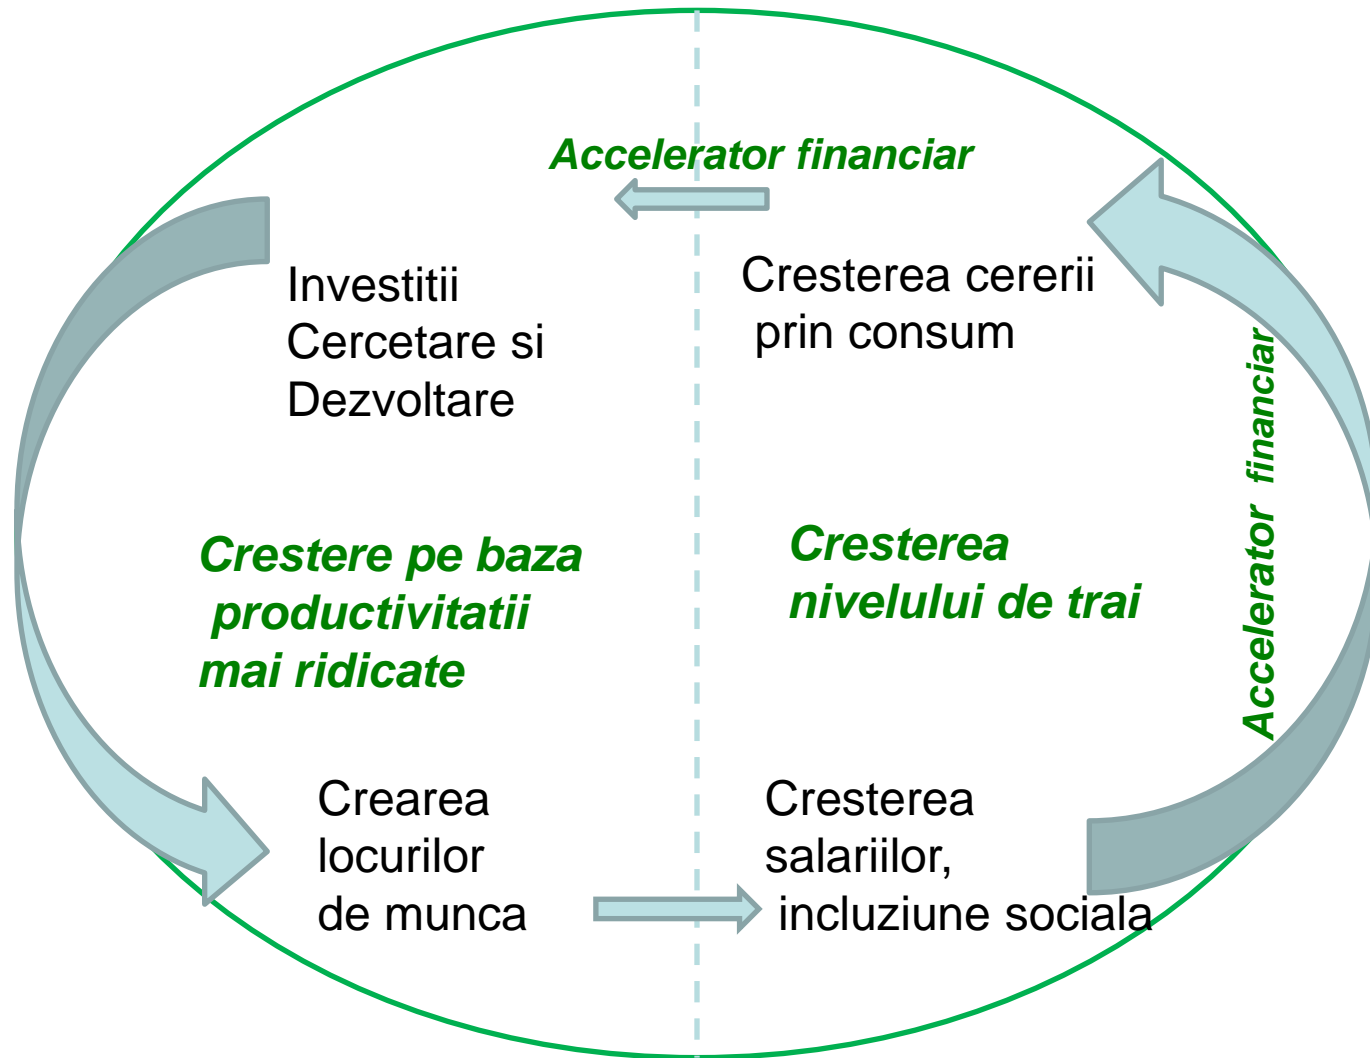 Accelerator financiar
Investitii
Cercetare si
Dezvoltare
Cresterea cererii
prin consum
Accelerator financiar
Crestere pe baza
productivitatii
mai ridicate
Cresterea
nivelului de trai
Crearea
locurilor
de munca
Cresterea
salariilor,
incluziune sociala